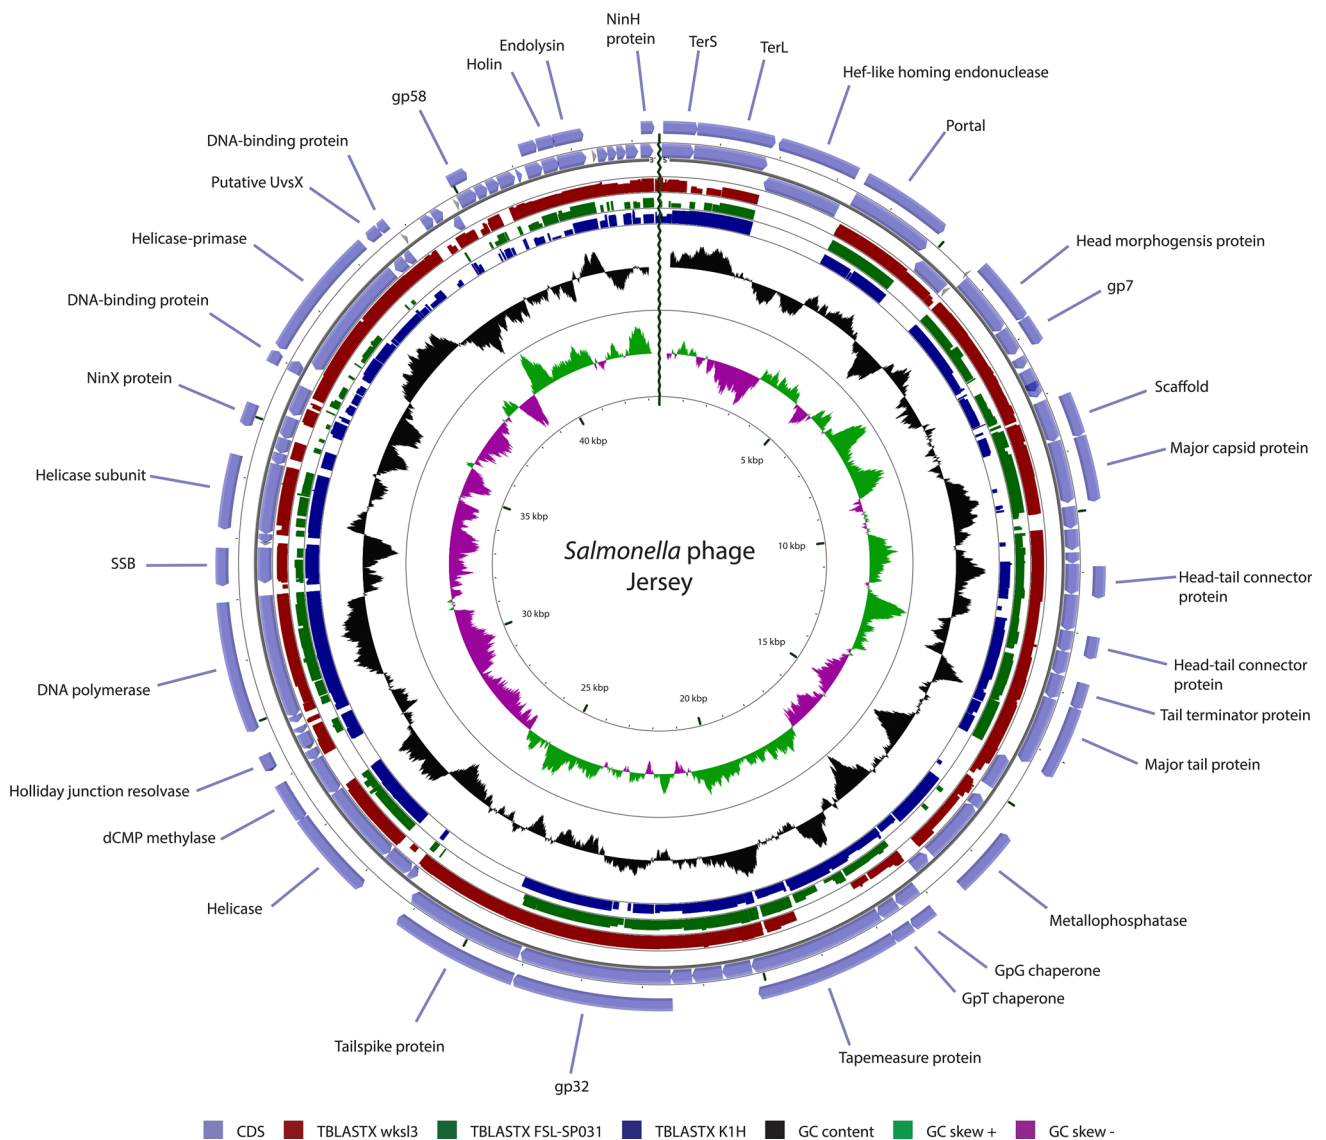 NinH
protein
TerS
TerL
Endolysin
Holin
Hef-like homing endonuclease
gp58
Portal
DNA-binding protein
Putative UvsX
Helicase-primase
Head morphogensis protein
DNA-binding protein
gp7
NinX protein
Scaffold
Helicase subunit
Major capsid protein
SSB
Head-tail connector
protein
Head-tail connector
protein
DNA polymerase
Tail terminator protein
Major tail protein
Holliday junction resolvase
dCMP methylase
Helicase
Metallophosphatase
GpG chaperone
GpT chaperone
Tailspike protein
Tapemeasure protein
gp32
3' 5'
40 kbp
5 kbp
35 kbp
10 kbp
Salmonella phage
Jersey
30 kbp
15 kbp
25 kbp
20 kbp
CDS TBLASTX wksl3 TBLASTX FSL-SP031 TBLASTX K1H GC content GC skew + GC skew -